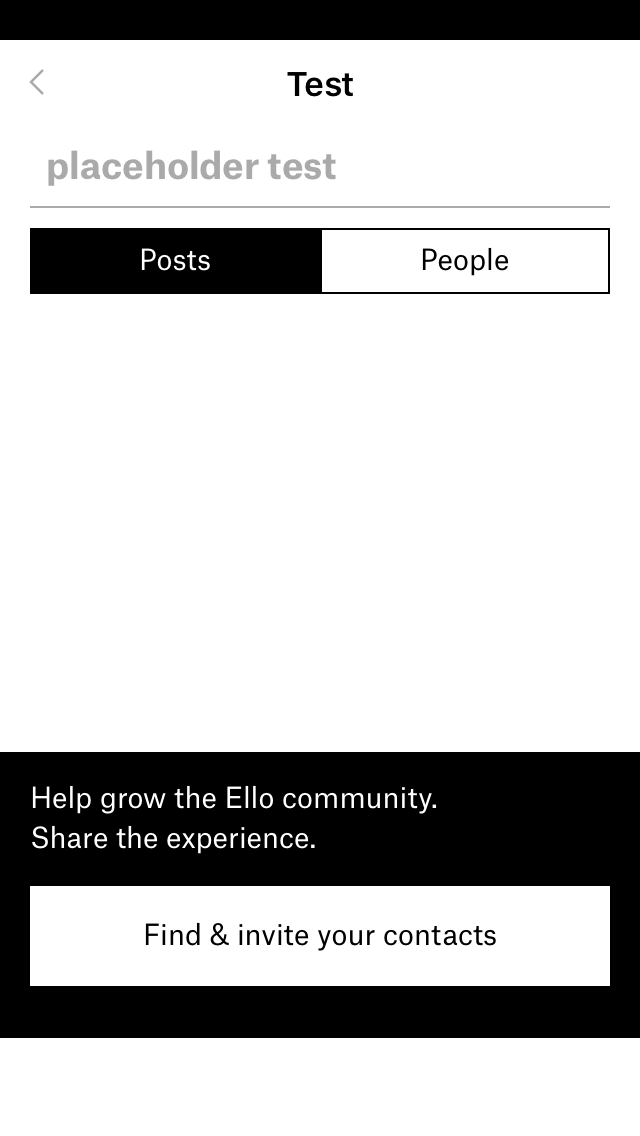 Test
placeholder test
Posts
People
Help grow the Ello community.
Share the experience.
Find & invite your contacts